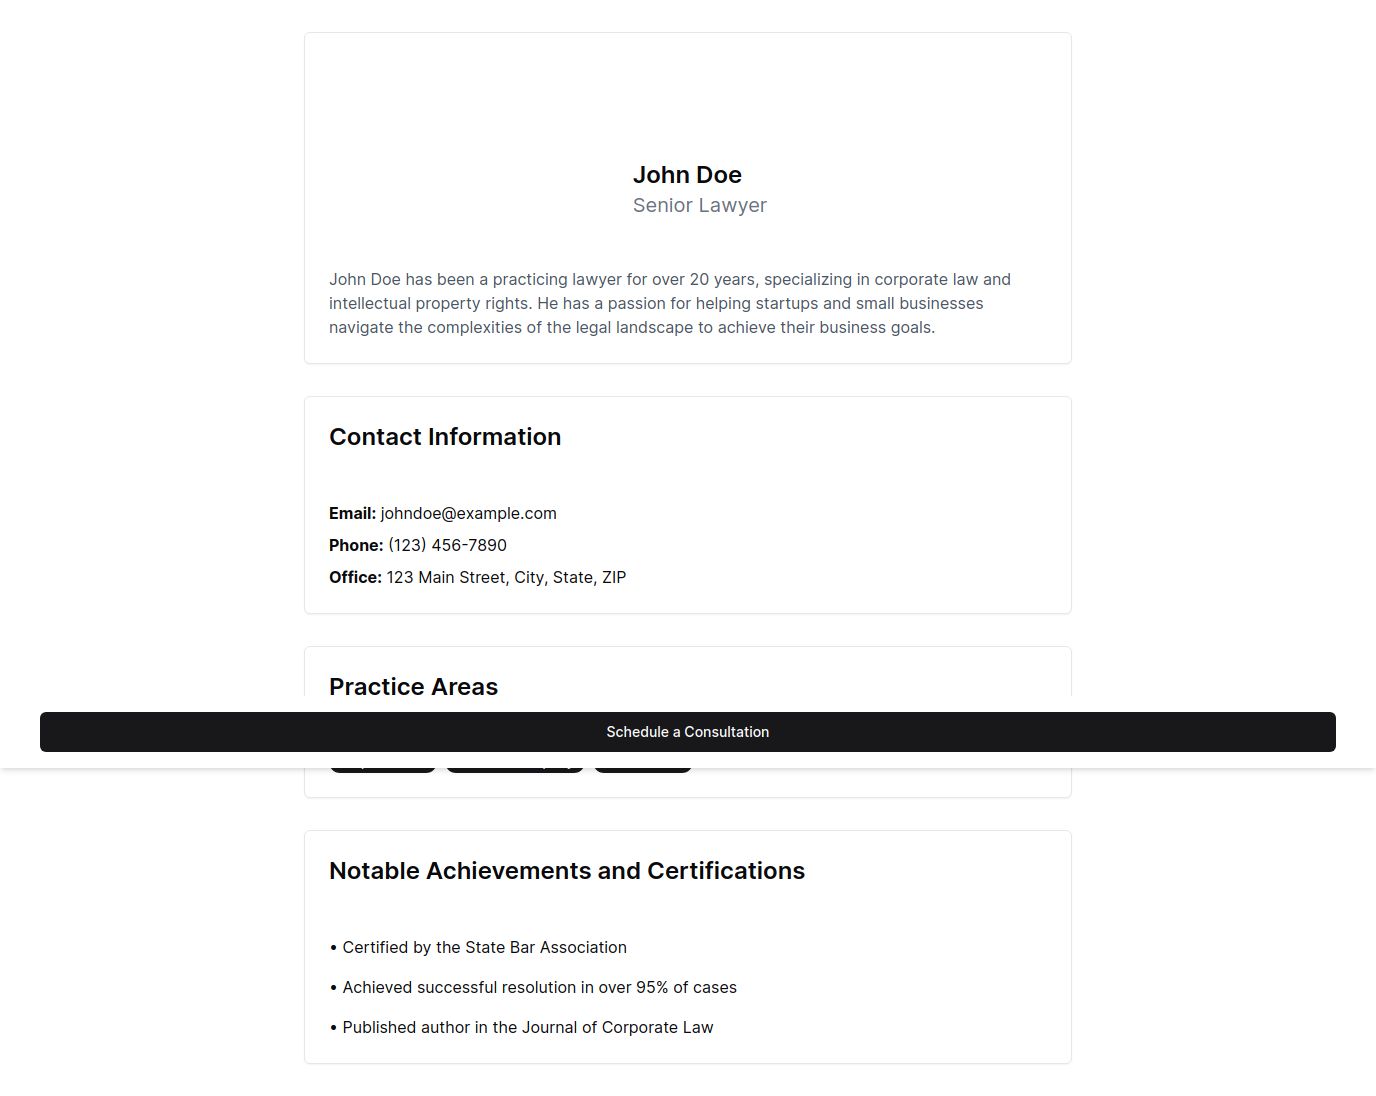 John Doe
Senior Lawyer
John Doe has been a practicing lawyer for over 20 years, specializing in corporate law and
intellectual property rights. He has a passion for helping startups and small businesses
navigate the complexities of the legal landscape to achieve their business goals.
Contact Information
Email: johndoe@example.com
Phone: (123) 456-7890
Office: 123 Main Street, City, State, ZIP
Practice Areas
Schedule a Consultation
Notable Achievements and Certifications
• Certified by the State Bar Association
• Achieved successful resolution in over 95% of cases
• Published author in the Journal of Corporate Law